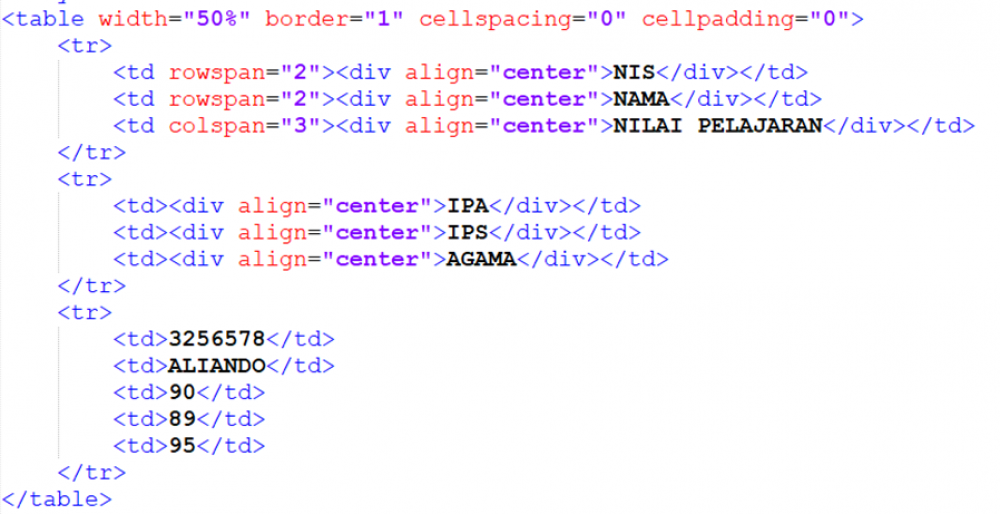 <table width="50%" border="1" cellspacing="0" cellpadding="0">
    <tr>
        <td rowspan="2"><div align="center">NIS</div></td>
        <td rowspan="2"><div align="center">NAMA</div></td>
        <td colspan="3"><div align="center">NILAI PELAJARAN</div></td>
    </tr>
    <tr>
        <td><div align="center">IPA</div></td>
        <td><div align="center">IPS</div></td>
        <td><div align="center">AGAMA</div></td>
    </tr>
    <tr>
        <td>3256578</td>
        <td>ALIANDO</td>
        <td>90</td>
        <td>89</td>
        <td>95</td>
    </tr>
</table>